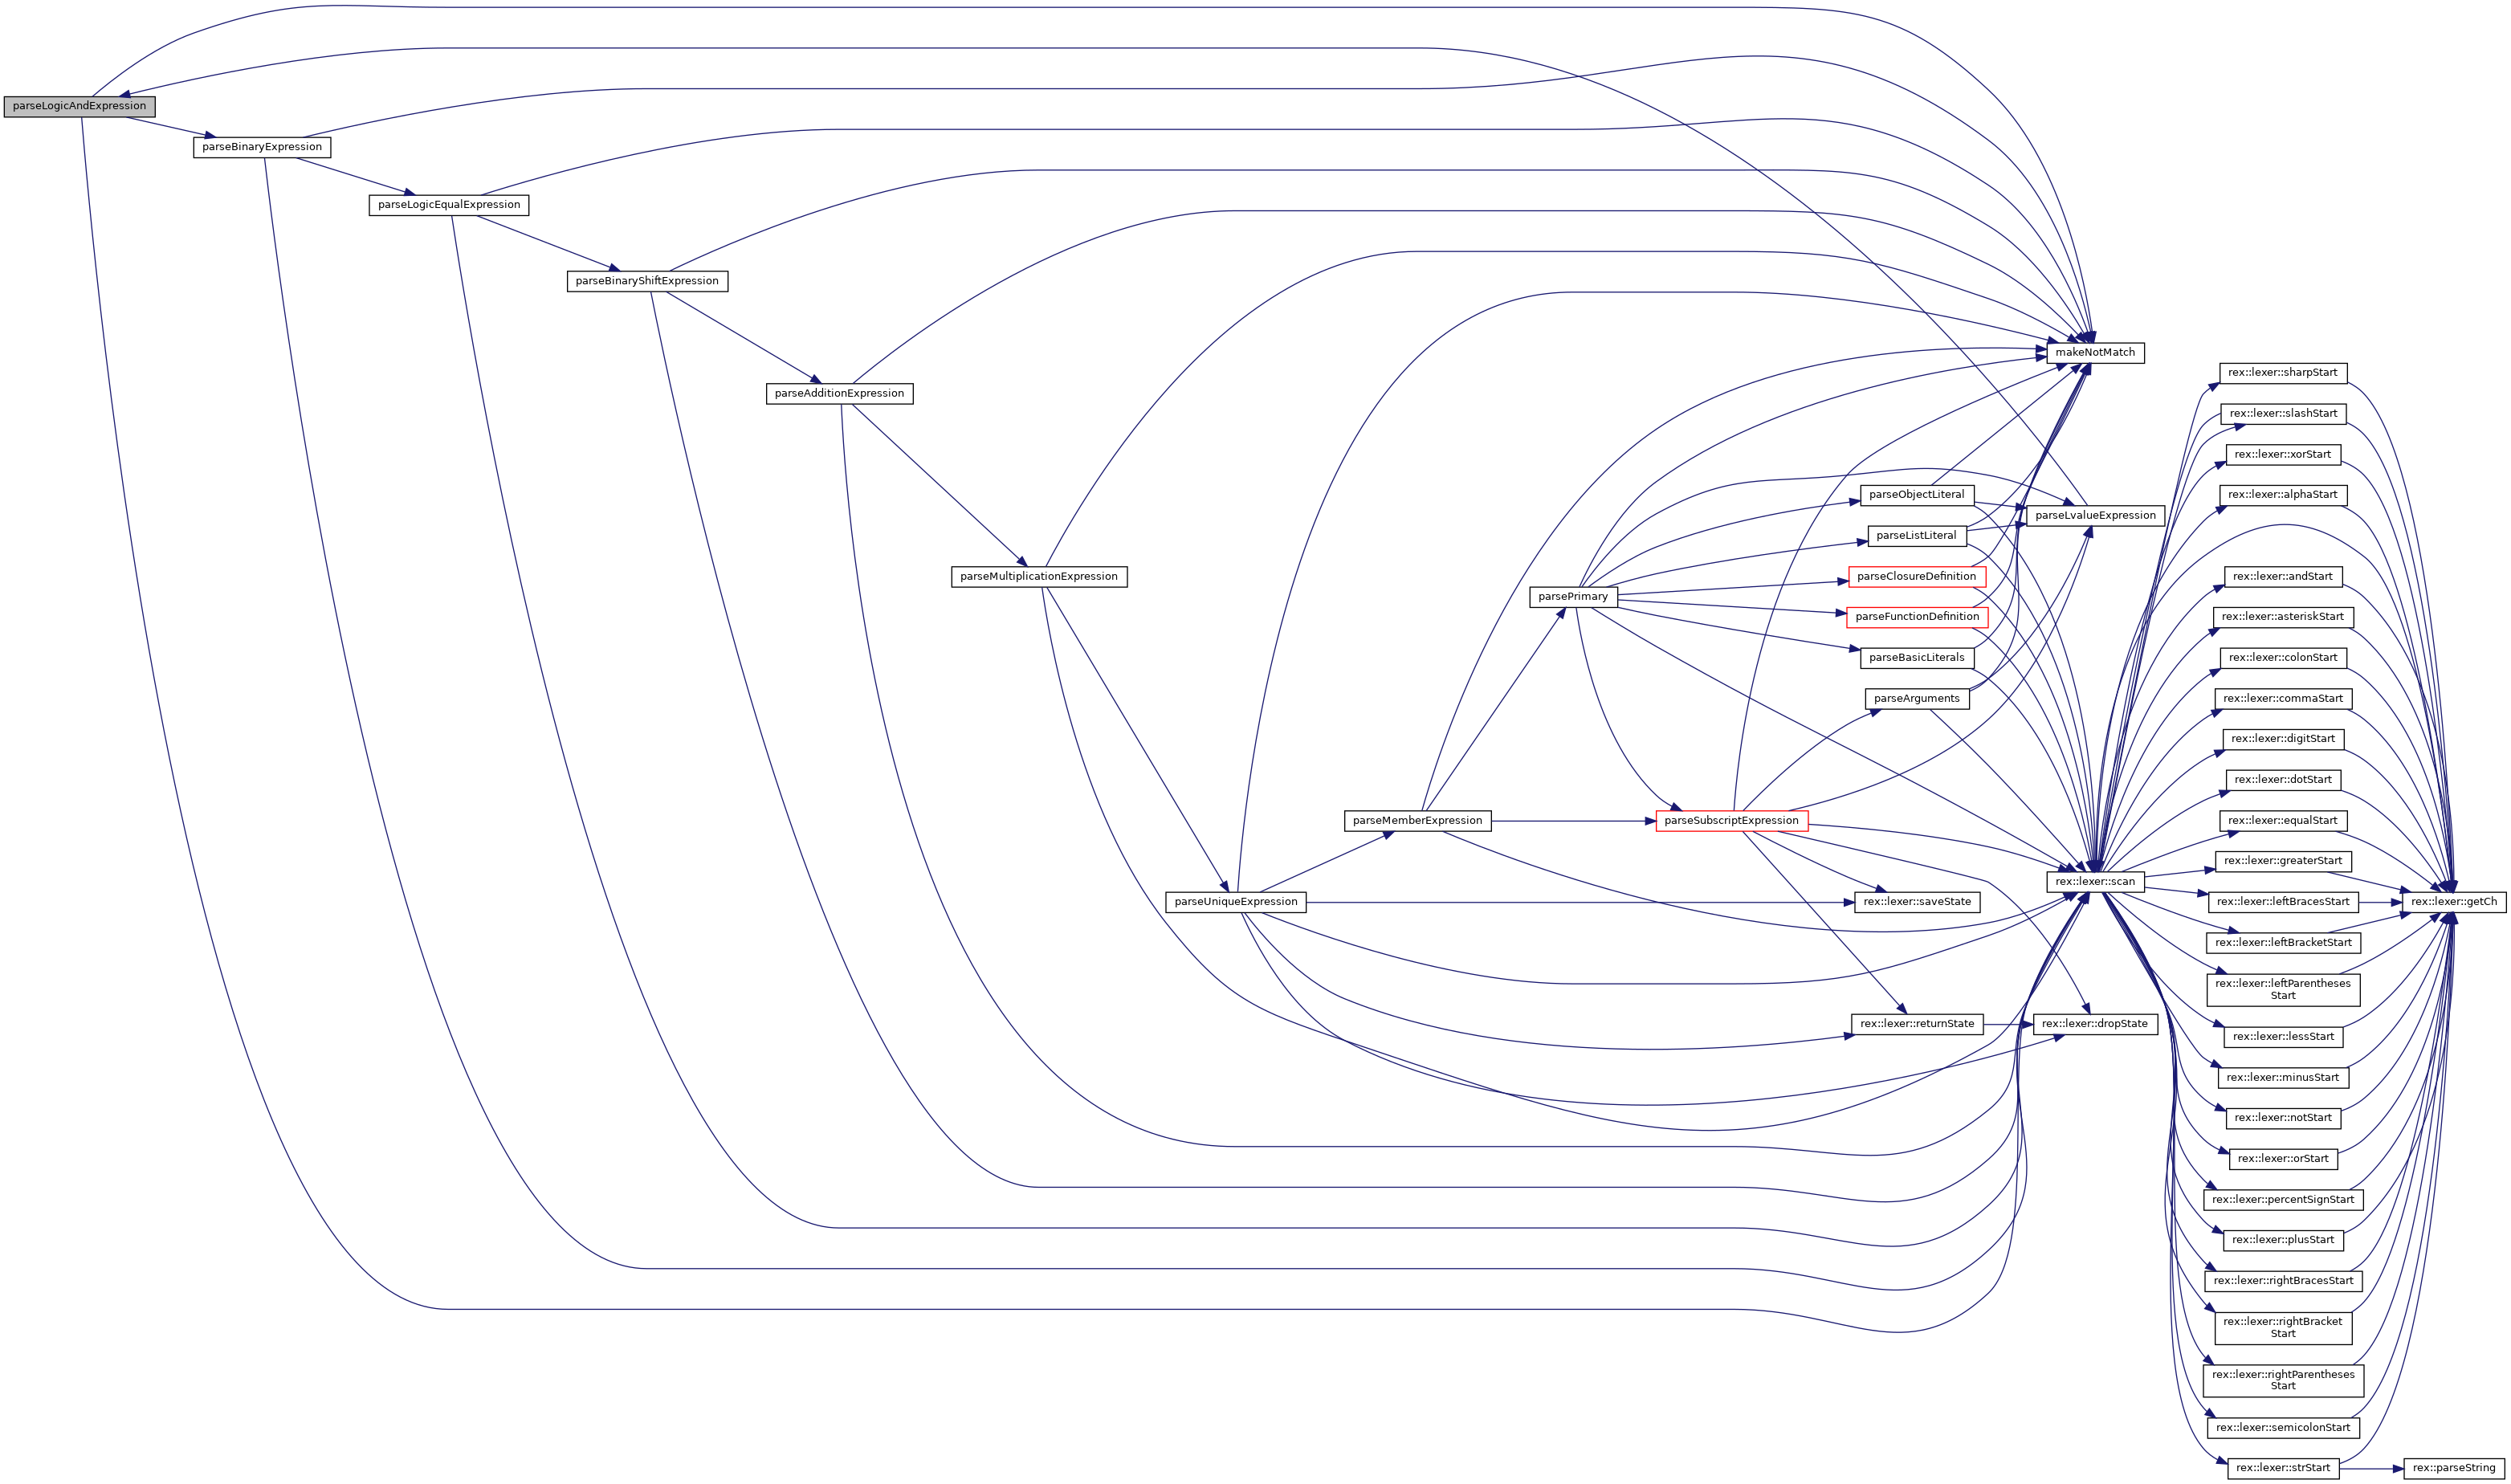 parseLogicAndExpression
parseBinaryExpression
parseLogicEqualExpression
parseBinaryShiftExpression
parseAdditionExpression
parseMultiplicationExpression
parseUniqueExpression
parseMemberExpression
parsePrimary
parseSubscriptExpression
parseObjectLiteral
parseListLiteral
parseClosureDefinition
parseFunctionDefinition
parseBasicLiterals
parseArguments
rex::lexer::saveState
rex::lexer::returnState
makeNotMatch
parseLvalueExpression
rex::lexer::scan
rex::lexer::dropState
rex::lexer::sharpStart
rex::lexer::slashStart
rex::lexer::xorStart
rex::lexer::alphaStart
rex::lexer::andStart
rex::lexer::asteriskStart
rex::lexer::colonStart
rex::lexer::commaStart
rex::lexer::digitStart
rex::lexer::dotStart
rex::lexer::equalStart
rex::lexer::greaterStart
rex::lexer::leftBracesStart
rex::lexer::leftBracketStart
rex::lexer::leftParentheses
Start
rex::lexer::lessStart
rex::lexer::minusStart
rex::lexer::notStart
rex::lexer::orStart
rex::lexer::percentSignStart
rex::lexer::plusStart
rex::lexer::rightBracesStart
rex::lexer::rightBracket
Start
rex::lexer::rightParentheses
Start
rex::lexer::semicolonStart
rex::lexer::strStart
rex::lexer::getCh
rex::parseString